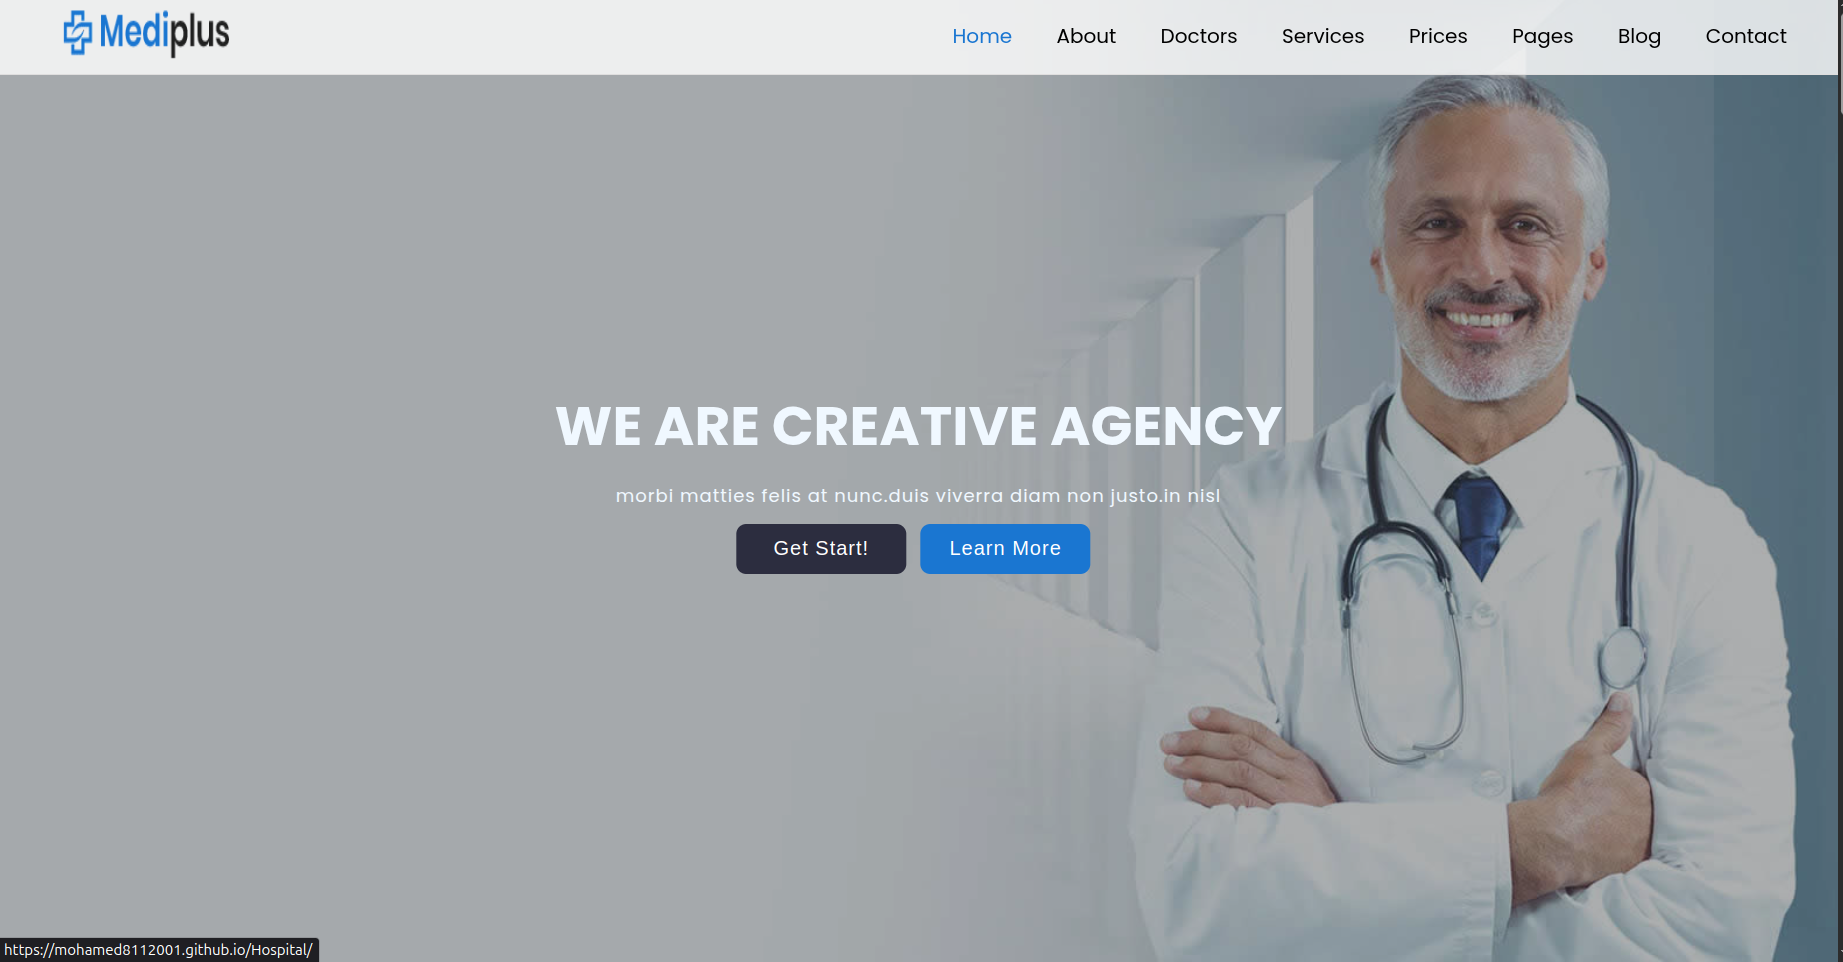 Mediplus
Home About Doctors Services Prices Pages Blog Contact
WE ARE CREATIVE AGENCY
morbi matties felis at nunc.duis viverra diam non justo.in nisl
Get Start! Learn More
https://mohamed8112001.github.io/Hospital/